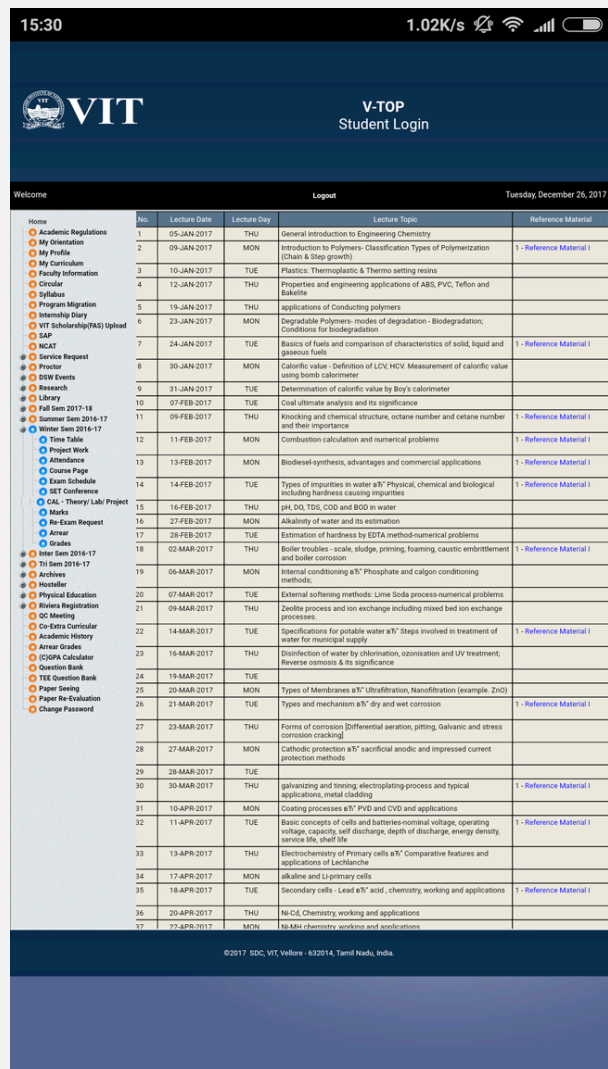 15:30 1.02K/s
VIT
V-TOP
Student Login
Welcome Logout Tuesday, December 26, 2017
Home
Academic Regulations
My Orientation
My Profile
My Curriculum
Faculty Information
Circular
Syllabus
Program Migration
Internship Diary
VIT Scholarship(FAS) Upload
SAP
NCAT
Service Request
Proctor
DSW Events
Research
Library
Fall Sem 2017-18
Summer Sem 2016-17
Winter Sem 2016-17
Time Table
Project Work
Attendance
Course Page
Exam Schedule
SET Conference
CAL - Theory/ Lab/ Project
Marks
Re-Exam Request
Arrear
Grades
Inter Sem 2016-17
Tri Sem 2016-17
Archives
Hosteller
Physical Education
Riviera Registration
QC Meeting
Co-Extra Curricular
Academic History
Arrear Grades
(C)GPA Calculator
Question Bank
TEE Question Bank
Paper Seeing
Paper Re-Evaluation
Change Password
.No. Lecture Date Lecture Day Lecture Topic Reference Material
1 05-JAN-2017 THU General introduction to Engineering Chemistry
2 09-JAN-2017 MON Introduction to Polymers- Classification Types of Polymerization 1 - Reference Material I
(Chain & Step growth)
3 10-JAN-2017 TUE Plastics: Thermoplastic & Thermo setting resins
4 12-JAN-2017 THU Properties and engineering applications of ABS, PVC, Teflon and
Bakelite
5 19-JAN-2017 THU applications of Conducting polymers
6 23-JAN-2017 MON Degradable Polymers- modes of degradation - Biodegradation;
Conditions for biodegradation
7 24-JAN-2017 TUE Basics of fuels and comparison of characteristics of solid, liquid and 1 - Reference Material I
gaseous fuels
8 30-JAN-2017 MON Calorific value - Definition of LCV, HCV. Measurement of calorific value
using bomb calorimeter
9 31-JAN-2017 TUE Determination of calorific value by Boy's calorimeter
10 07-FEB-2017 TUE Coal ultimate analysis and its significance
11 09-FEB-2017 THU Knocking and chemical structure, octane number and cetane number 1 - Reference Material I
and their importance
12 11-FEB-2017 MON Combustion calculation and numerical problems 1 - Reference Material I
13 13-FEB-2017 MON Biodiesel-synthesis, advantages and commercial applications 1 - Reference Material I
14 14-FEB-2017 TUE Types of impurities in water вЂ" Physical, chemical and biological 1 - Reference Material I
including hardness causing impurities
15 16-FEB-2017 THU pH, DO, TDS, COD and BOD in water
16 27-FEB-2017 MON Alkalinity of water and its estimation
17 28-FEB-2017 TUE Estimation of hardness by EDTA method-numerical problems
18 02-MAR-2017 THU Boiler troubles - scale, sludge, priming, foaming, caustic embrittlement 1 - Reference Material I
and boiler corrosion
19 06-MAR-2017 MON Internal conditioning вЂ" Phosphate and calgon conditioning
methods;
20 07-MAR-2017 TUE External softening methods: Lime Soda process-numerical problems
21 09-MAR-2017 THU Zeolite process and ion exchange including mixed bed ion exchange
processes.
22 14-MAR-2017 TUE Specifications for potable water вЂ" Steps involved in treatment of 1 - Reference Material I
water for municipal supply
23 16-MAR-2017 THU Disinfection of water by chlorination, ozonisation and UV treatment;
Reverse osmosis & its significance
24 19-MAR-2017 TUE
25 20-MAR-2017 MON Types of Membranes вЂ" Ultrafiltration, Nanofiltration (example. ZnO)
26 21-MAR-2017 TUE Types and mechanism вЂ" dry and wet corrosion 1 - Reference Material I
27 23-MAR-2017 THU Forms of corrosion [Differential aeration, pitting, Galvanic and stress
corrosion cracking]
28 27-MAR-2017 MON Cathodic protection вЂ" sacrificial anodic and impressed current
protection methods
29 28-MAR-2017 TUE
30 30-MAR-2017 THU galvanizing and tinning; electroplating-process and typical 1 - Reference Material I
applications, metal cladding
31 10-APR-2017 MON Coating processes вЂ" PVD and CVD and applications
32 11-APR-2017 TUE Basic concepts of cells and batteries-nominal voltage, operating 1 - Reference Material I
voltage, capacity, self discharge, depth of discharge, energy density,
service life, shelf life
33 13-APR-2017 THU Electrochemistry of Primary cells вЂ" Comparative features and
applications of Lechlanche
34 17-APR-2017 MON alkaline and Li-primary cells
35 18-APR-2017 TUE Secondary cells - Lead вЂ" acid , chemistry, working and applications 1 - Reference Material I
36 20-APR-2017 THU Ni-Cd, Chemistry, working and applications
37 22-APR-2017 MON Ni-MH chemistry working and applications
©2017 SDC, VIT, Vellore - 632014, Tamil Nadu, India.